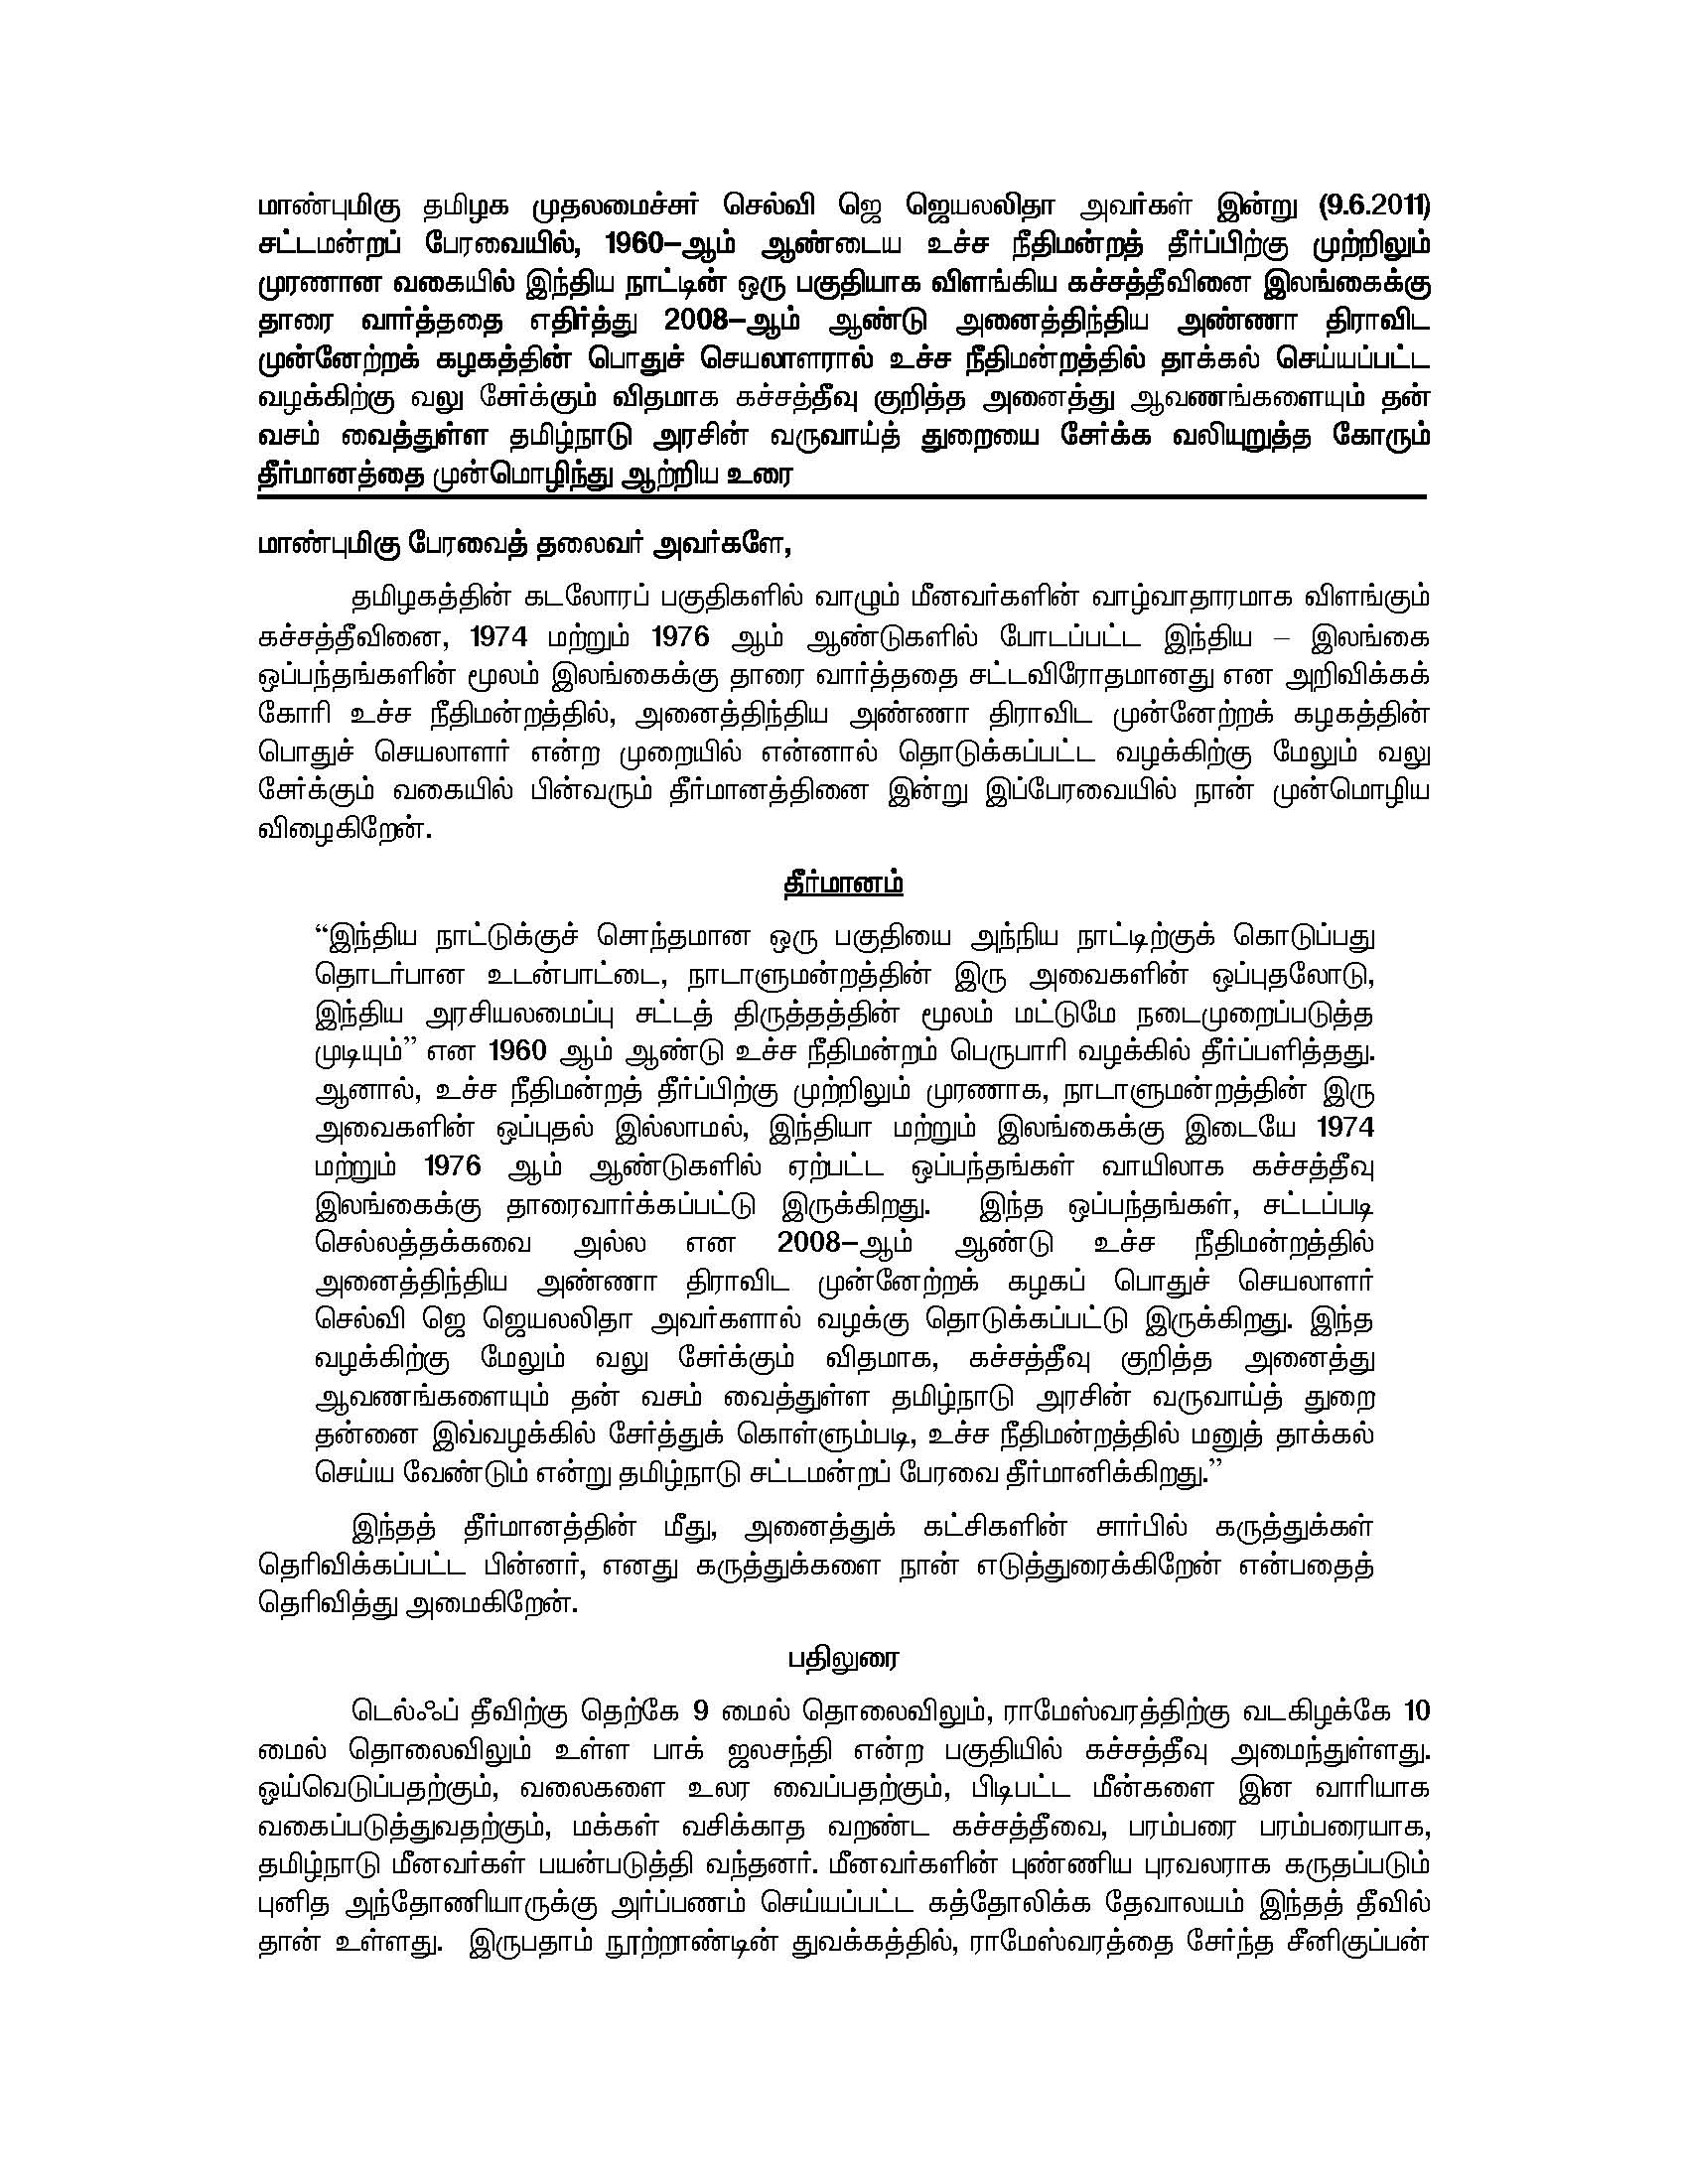 மாண்புமிகு தமிழக முதலமைச்சர் செல்வி ஜெ ஜெயலலிதா அவர்கள் இன்று (9.6.2011)
சட்டமன்றப் பேரவையில், 1960–ஆம் ஆண்டைய உச்ச நீதிமன்றத் தீர்ப்பிற்கு முற்றிலும்
முரணான வகையில் இந்திய நாட்டின் ஒரு பகுதியாக விளங்கிய கச்சத்தீவினை இலங்கைக்கு
தாரை வார்த்ததை எதிர்த்து 2008–ஆம் ஆண்டு அனைத்திந்திய அண்ணா திராவிட
முன்னேற்றக் கழகத்தின் பொதுச் செயலாளரால் உச்ச நீதிமன்றத்தில் தாக்கல் செய்யப்பட்ட
வழக்கிற்கு வலு சேர்க்கும் விதமாக கச்சத்தீவு குறித்த அனைத்து ஆவணங்களையும் தன்
வசம் வைத்துள்ள தமிழ்நாடு அரசின் வருவாய்த் துறையை சேர்க்க வலியுறுத்த கோரும்
தீர்மானத்தை முன்மொழிந்து ஆற்றிய உரை
மாண்புமிகு பேரவைத் தலைவர் அவர்களே,
தமிழகத்தின் கடலோரப் பகுதிகளில் வாழும் மீனவர்களின் வாழ்வாதாரமாக விளங்கும்
கச்சத்தீவினை, 1974 மற்றும் 1976 ஆம் ஆண்டுகளில் போடப்பட்ட இந்திய – இலங்கை
ஒப்பந்தங்களின் மூலம் இலங்கைக்கு தாரை வார்த்ததை சட்டவிரோதமானது என அறிவிக்கக்
கோரி உச்ச நீதிமன்றத்தில், அனைத்திந்திய அண்ணா திராவிட முன்னேற்றக் கழகத்தின்
பொதுச் செயலாளர் என்ற முறையில் என்னால் தொடுக்கப்பட்ட வழக்கிற்கு மேலும் வலு
சேர்க்கும் வகையில் பின்வரும் தீர்மானத்தினை இன்று இப்பேரவையில் நான் முன்மொழிய
விழைகிறேன்.
தீர்மானம்
“இந்திய நாட்டுக்குச் சொந்தமான ஒரு பகுதியை அந்நிய நாட்டிற்குக் கொடுப்பது
தொடர்பான உடன்பாட்டை, நாடாளுமன்றத்தின் இரு அவைகளின் ஒப்புதலோடு,
இந்திய அரசியலமைப்பு சட்டத் திருத்தத்தின் மூலம் மட்டுமே நடைமுறைப்படுத்த
முடியும்” என 1960 ஆம் ஆண்டு உச்ச நீதிமன்றம் பெருபாரி வழக்கில் தீர்ப்பளித்தது.
ஆனால், உச்ச நீதிமன்றத் தீர்ப்பிற்கு முற்றிலும் முரணாக, நாடாளுமன்றத்தின் இரு
அவைகளின் ஒப்புதல் இல்லாமல், இந்தியா மற்றும் இலங்கைக்கு இடையே 1974
மற்றும் 1976 ஆம் ஆண்டுகளில் ஏற்பட்ட ஒப்பந்தங்கள் வாயிலாக கச்சத்தீவு
இலங்கைக்கு தாரைவார்க்கப்பட்டு இருக்கிறது. இந்த ஒப்பந்தங்கள், சட்டப்படி
செல்லத்தக்கவை அல்ல என 2008–ஆம் ஆண்டு உச்ச நீதிமன்றத்தில்
அனைத்திந்திய அண்ணா திராவிட முன்னேற்றக் கழகப் பொதுச் செயலாளர்
செல்வி ஜெ ஜெயலலிதா அவர்களால் வழக்கு தொடுக்கப்பட்டு இருக்கிறது. இந்த
வழக்கிற்கு மேலும் வலு சேர்க்கும் விதமாக, கச்சத்தீவு குறித்த அனைத்து
ஆவணங்களையும் தன் வசம் வைத்துள்ள தமிழ்நாடு அரசின் வருவாய்த் துறை
தன்னை இவ்வழக்கில் சேர்த்துக் கொள்ளும்படி, உச்ச நீதிமன்றத்தில் மனுத் தாக்கல்
செய்ய வேண்டும் என்று தமிழ்நாடு சட்டமன்றப் பேரவை தீர்மானிக்கிறது.”
இந்தத் தீர்மானத்தின் மீது, அனைத்துக் கட்சிகளின் சார்பில் கருத்துக்கள்
தெரிவிக்கப்பட்ட பின்னர், எனது கருத்துக்களை நான் எடுத்துரைக்கிறேன் என்பதைத்
தெரிவித்து அமைகிறேன்.
பதிலுரை
டெல்ஃப் தீவிற்கு தெற்கே 9 மைல் தொலைவிலும், ராமேஸ்வரத்திற்கு வடகிழக்கே 10
மைல் தொலைவிலும் உள்ள பாக் ஜலசந்தி என்ற பகுதியில் கச்சத்தீவு அமைந்துள்ளது.
ஓய்வெடுப்பதற்கும், வலைகளை உலர வைப்பதற்கும், பிடிபட்ட மீன்களை இன வாரியாக
வகைப்படுத்துவதற்கும், மக்கள் வசிக்காத வறண்ட கச்சத்தீவை, பரம்பரை பரம்பரையாக,
தமிழ்நாடு மீனவர்கள் பயன்படுத்தி வந்தனர். மீனவர்களின் புண்ணிய புரவலராக கருதப்படும்
புனித அந்தோணியாருக்கு அர்ப்பணம் செய்யப்பட்ட கத்தோலிக்க தேவாலயம் இந்தத் தீவில்
தான் உள்ளது. இருபதாம் நூற்றாண்டின் துவக்கத்தில், ராமேஸ்வரத்தை சேர்ந்த சீனிகுப்பன்